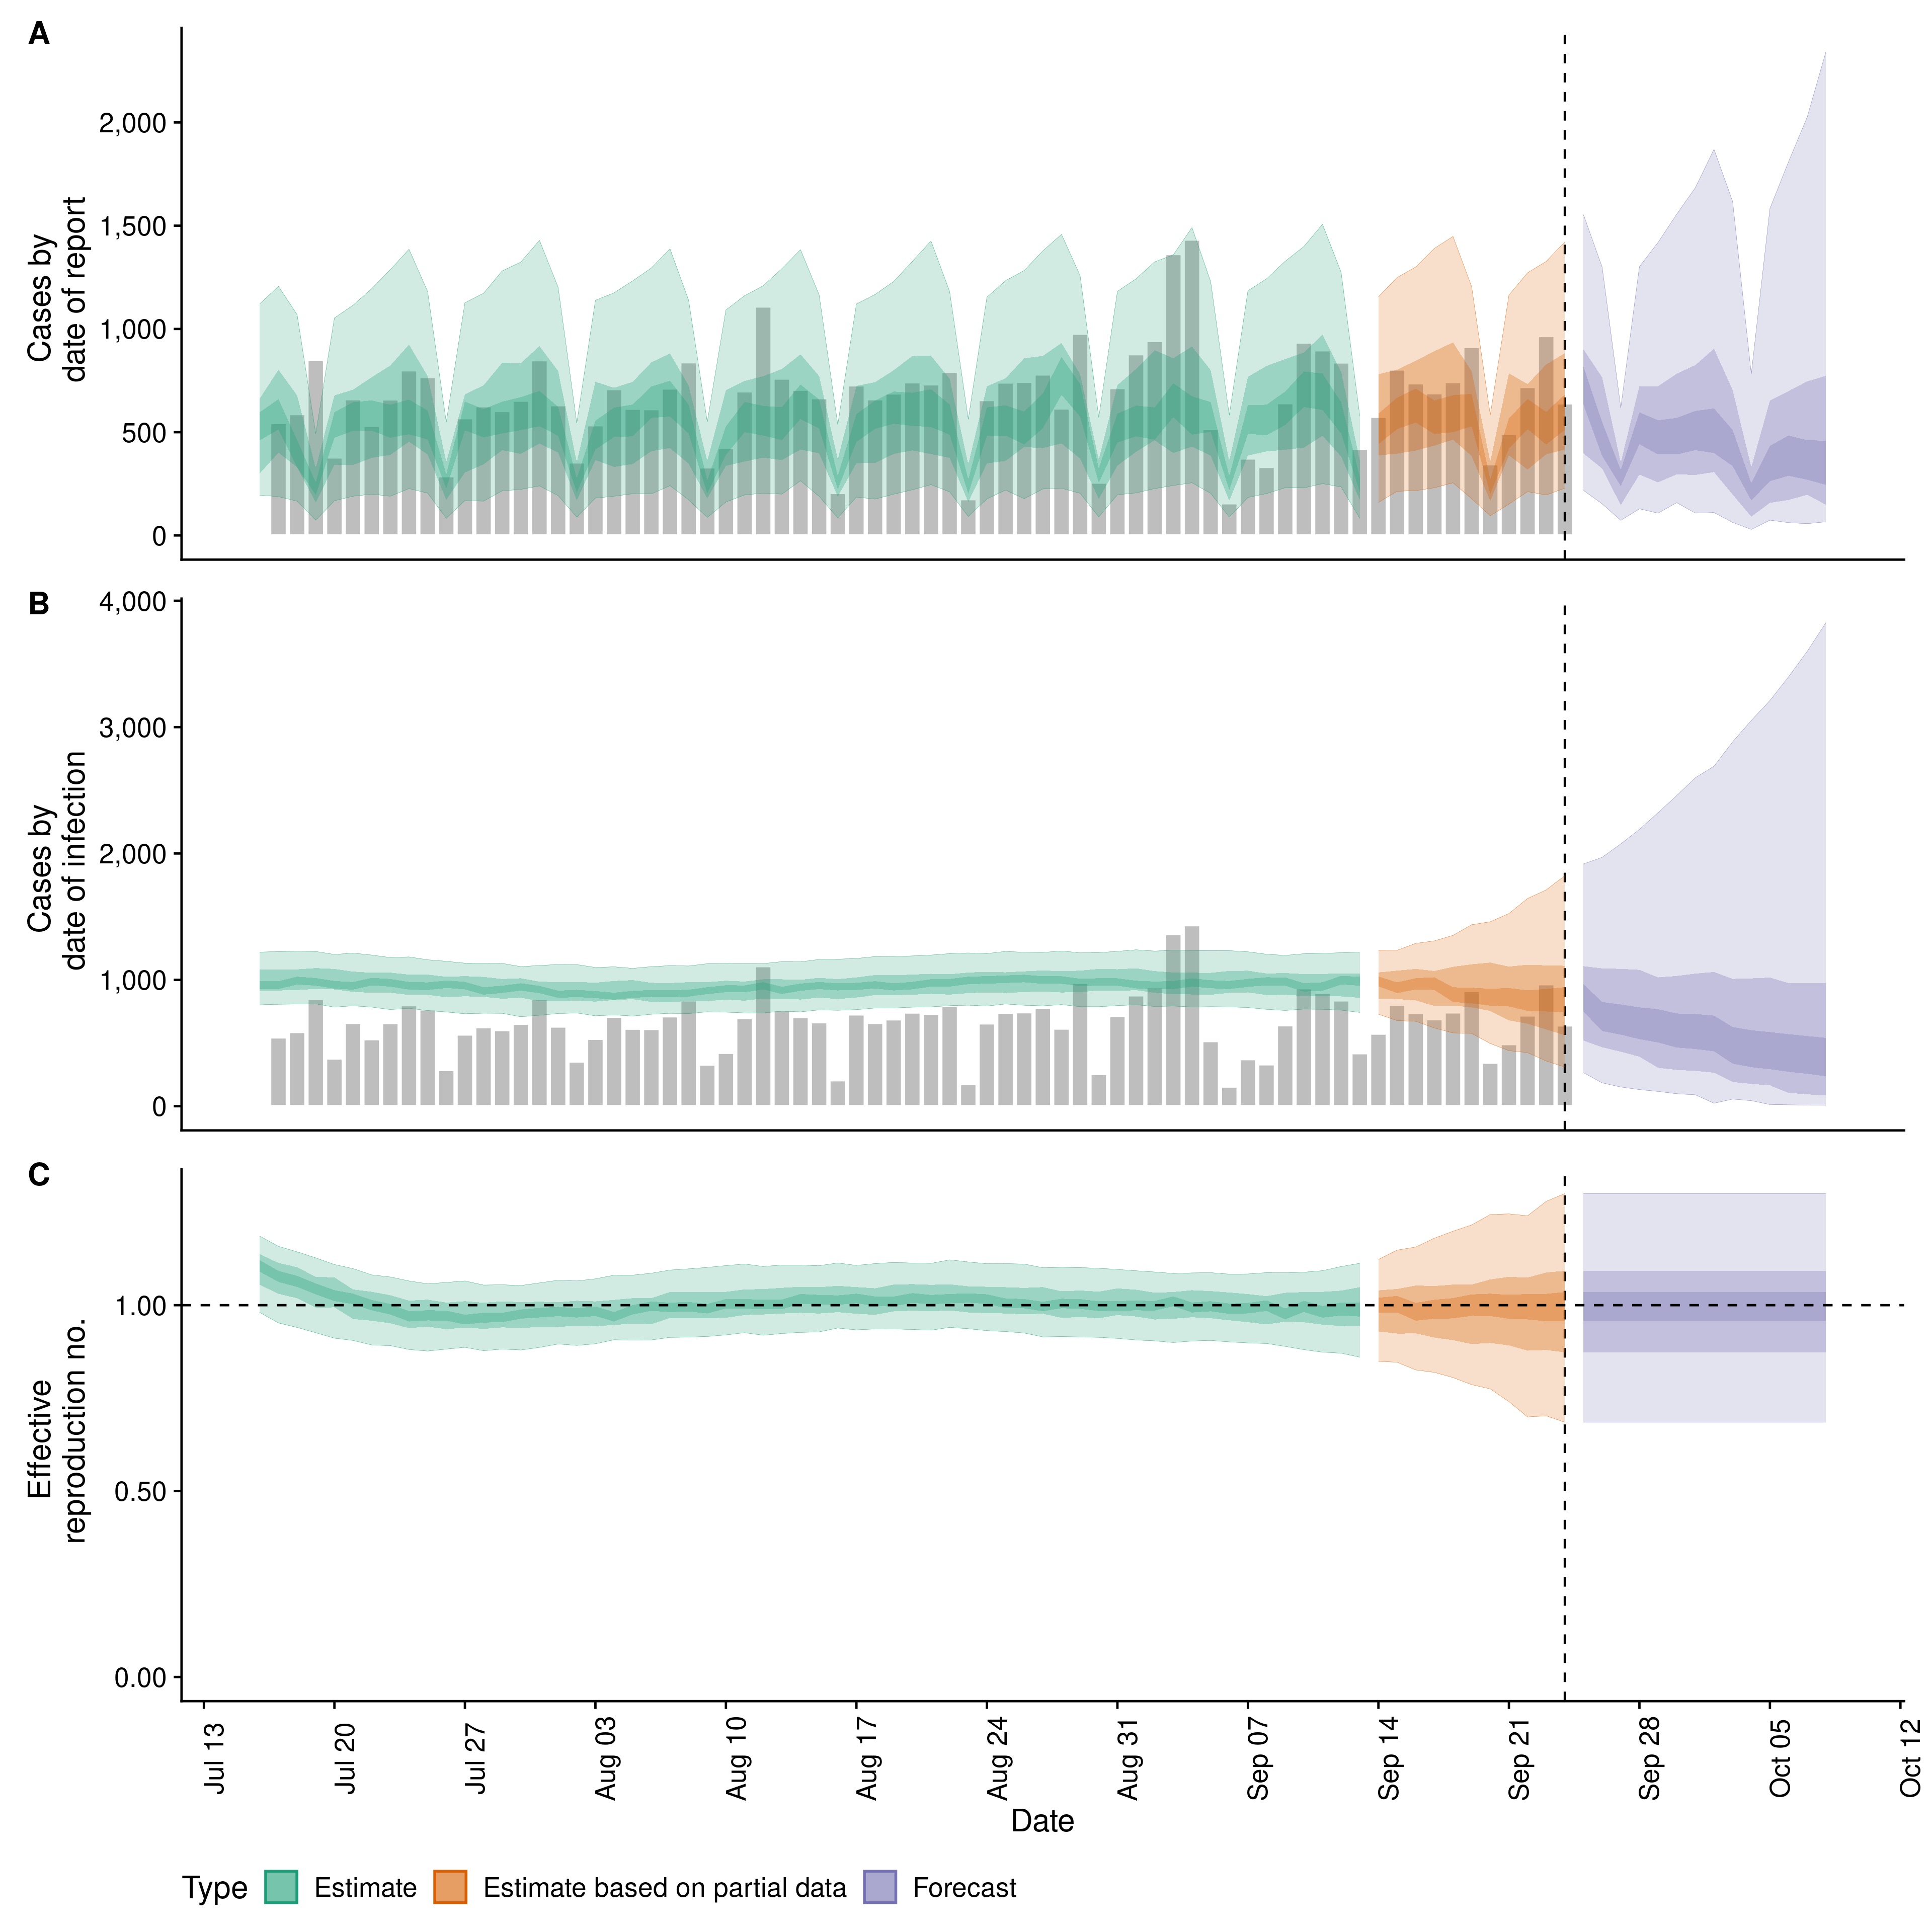 A
Cases by
date of report
2,000
1,500
1,000
500
0
B
Cases by
date of infection
4,000
3,000
2,000
1,000
0
C
Effective
reproduction no.
1.00
0.50
0.00
Jul 13
Jul 20
Jul 27
Aug 03
Aug 10
Aug 17
Aug 24
Aug 31
Sep 07
Sep 14
Sep 21
Sep 28
Oct 05
Oct 12
Date
Type
Estimate
Estimate based on partial data
Forecast